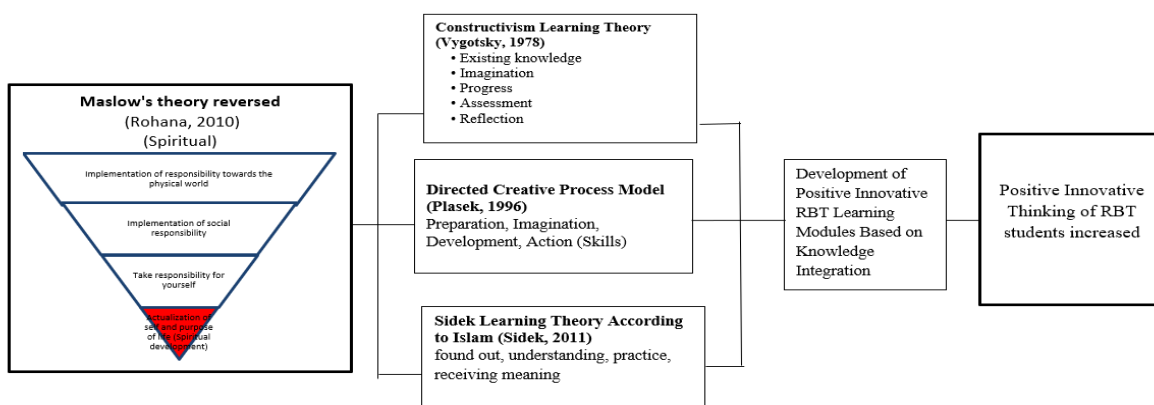 Maslow's theory reversed
(Rohana, 2010)
(Spiritual)
Implementation of responsibility towards the
physical world
Implementation of social
responsibility
Take responsibility for
yourself
Actualization of
self and purpose
of life (Spiritual
development)
Constructivism Learning Theory
(Vygotsky, 1978)
• Existing knowledge
• Imagination
• Progress
• Assessment
• Reflection
Directed Creative Process Model
(Plasek, 1996)
Preparation, Imagination,
Development, Action (Skills)
Sidek Learning Theory According
to Islam (Sidek, 2011)
found out, understanding, practice,
receiving meaning
Development of
Positive Innovative
RBT Learning
Modules Based on
Knowledge
Integration
Positive Innovative
Thinking of RBT
students increased